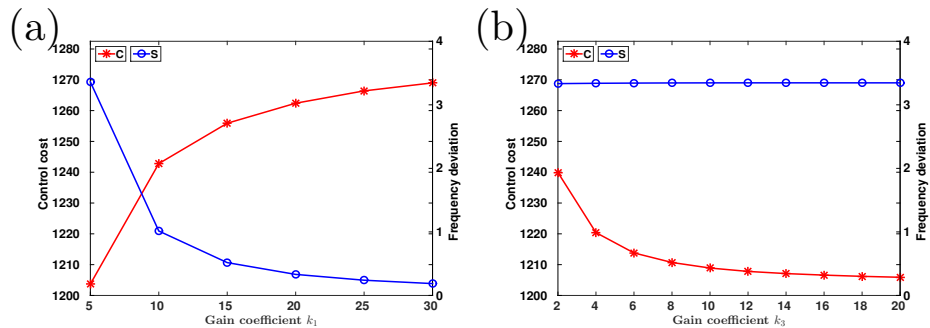 (a)
C S
Control cost
1280
1270
1260
1250
1240
1230
1220
1210
1200
4
3
2
1
0
Frequency deviation
5 10 15 20 25 30
Gain coefficient k₁
(b)
C S
Control cost
1280
1270
1260
1250
1240
1230
1220
1210
1200
4
3
2
1
0
Frequency deviation
2 4 6 8 10 12 14 16 18 20
Gain coefficient k₃